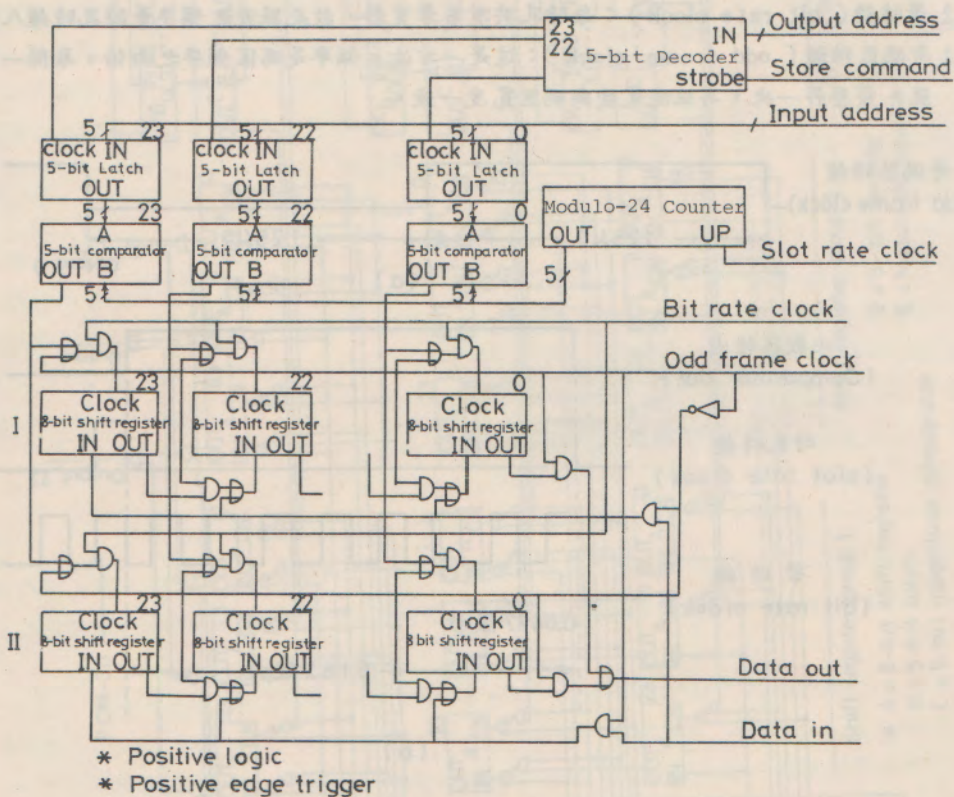 23 IN Output address
22 5-bit Decoder
strobe Store command
Input address
5 23 5 22 5 0
clock IN clock IN clock IN
5-bit Latch 5-bit Latch 5-bit Latch
OUT OUT OUT
5 23 5 22 5 0
A A A
5-bit comparator 5-bit comparator 5-bit comparator
OUT B OUT B OUT B
5 5 5
Modulo-24 Counter
OUT UP
5
Slot rate clock
Bit rate clock
Odd frame clock
23 22 0
I
Clock Clock Clock
8-bit shift register 8-bit shift register 8-bit shift register
IN OUT IN OUT IN OUT
23 22 0
II
Clock Clock Clock
8-bit shift register 8-bit shift register 8-bit shift register
IN OUT IN OUT IN OUT
Data out
Data in
* Positive logic
* Positive edge trigger